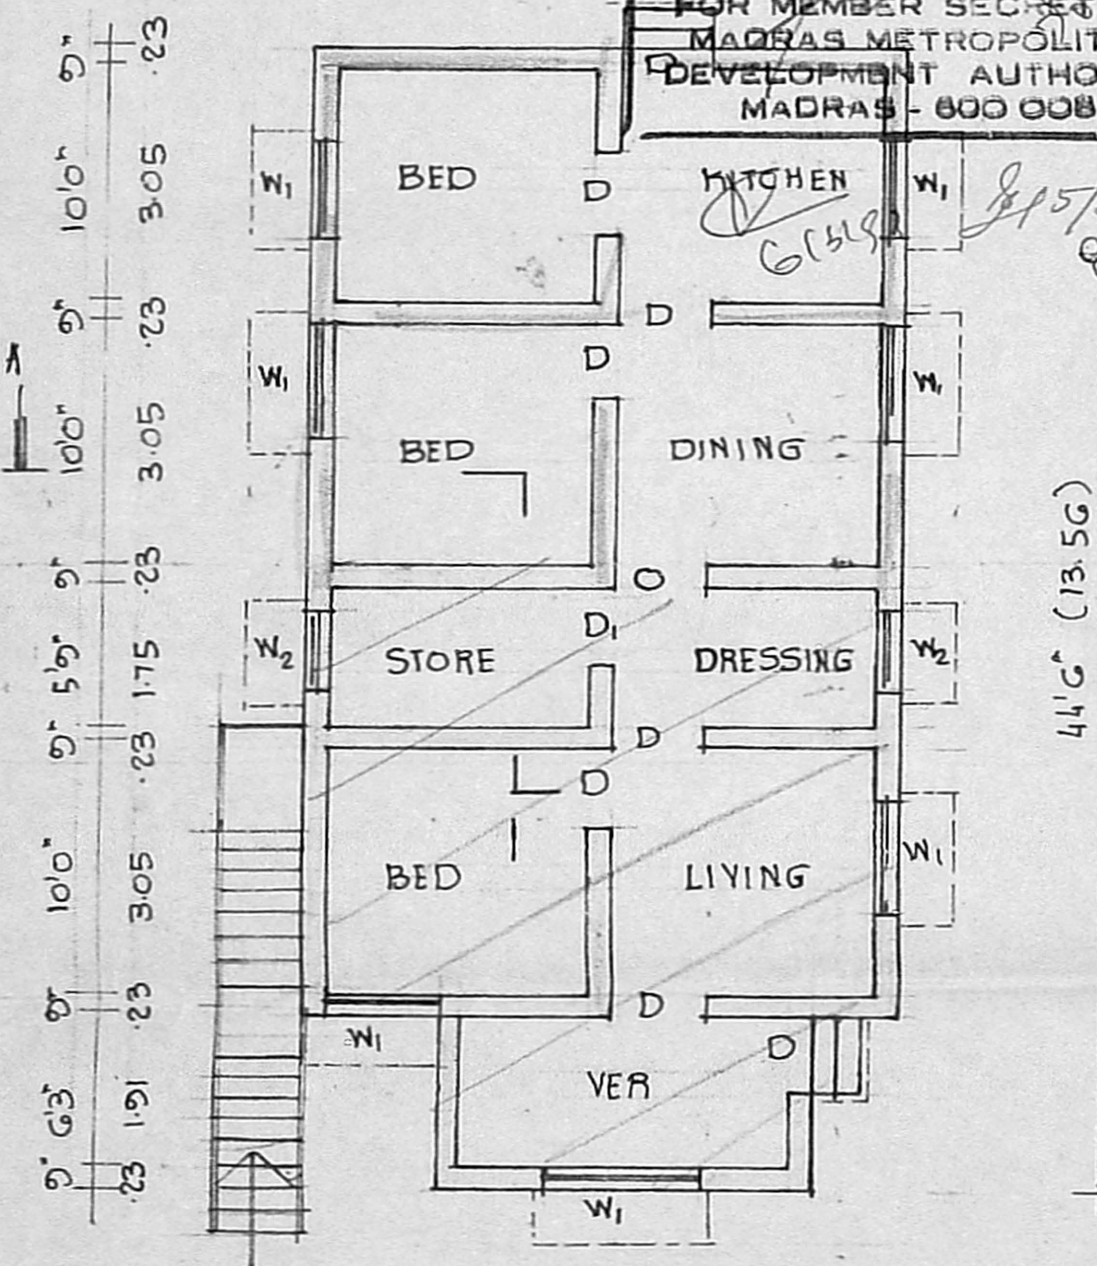 FOR MEMBER SECRET
MADRAS METROPOLIT
DEVELOPMENT AUTHO
MADRAS - 600 008
9"
.23
D
10'0"
3.05
W1
BED
D
KITCHEN
W1
9"
.23
D
D
A
W1
W1
10'0"
3.05
BED
DINING
44'6" (13.56)
9"
.23
O
D1
5'9"
1.75
W2
STORE
DRESSING
W2
9"
.23
D
D
10'0"
3.05
BED
LIVING
W1
9"
.23
D
W1
D
6'3"
1.91
VER
9"
.23
W1